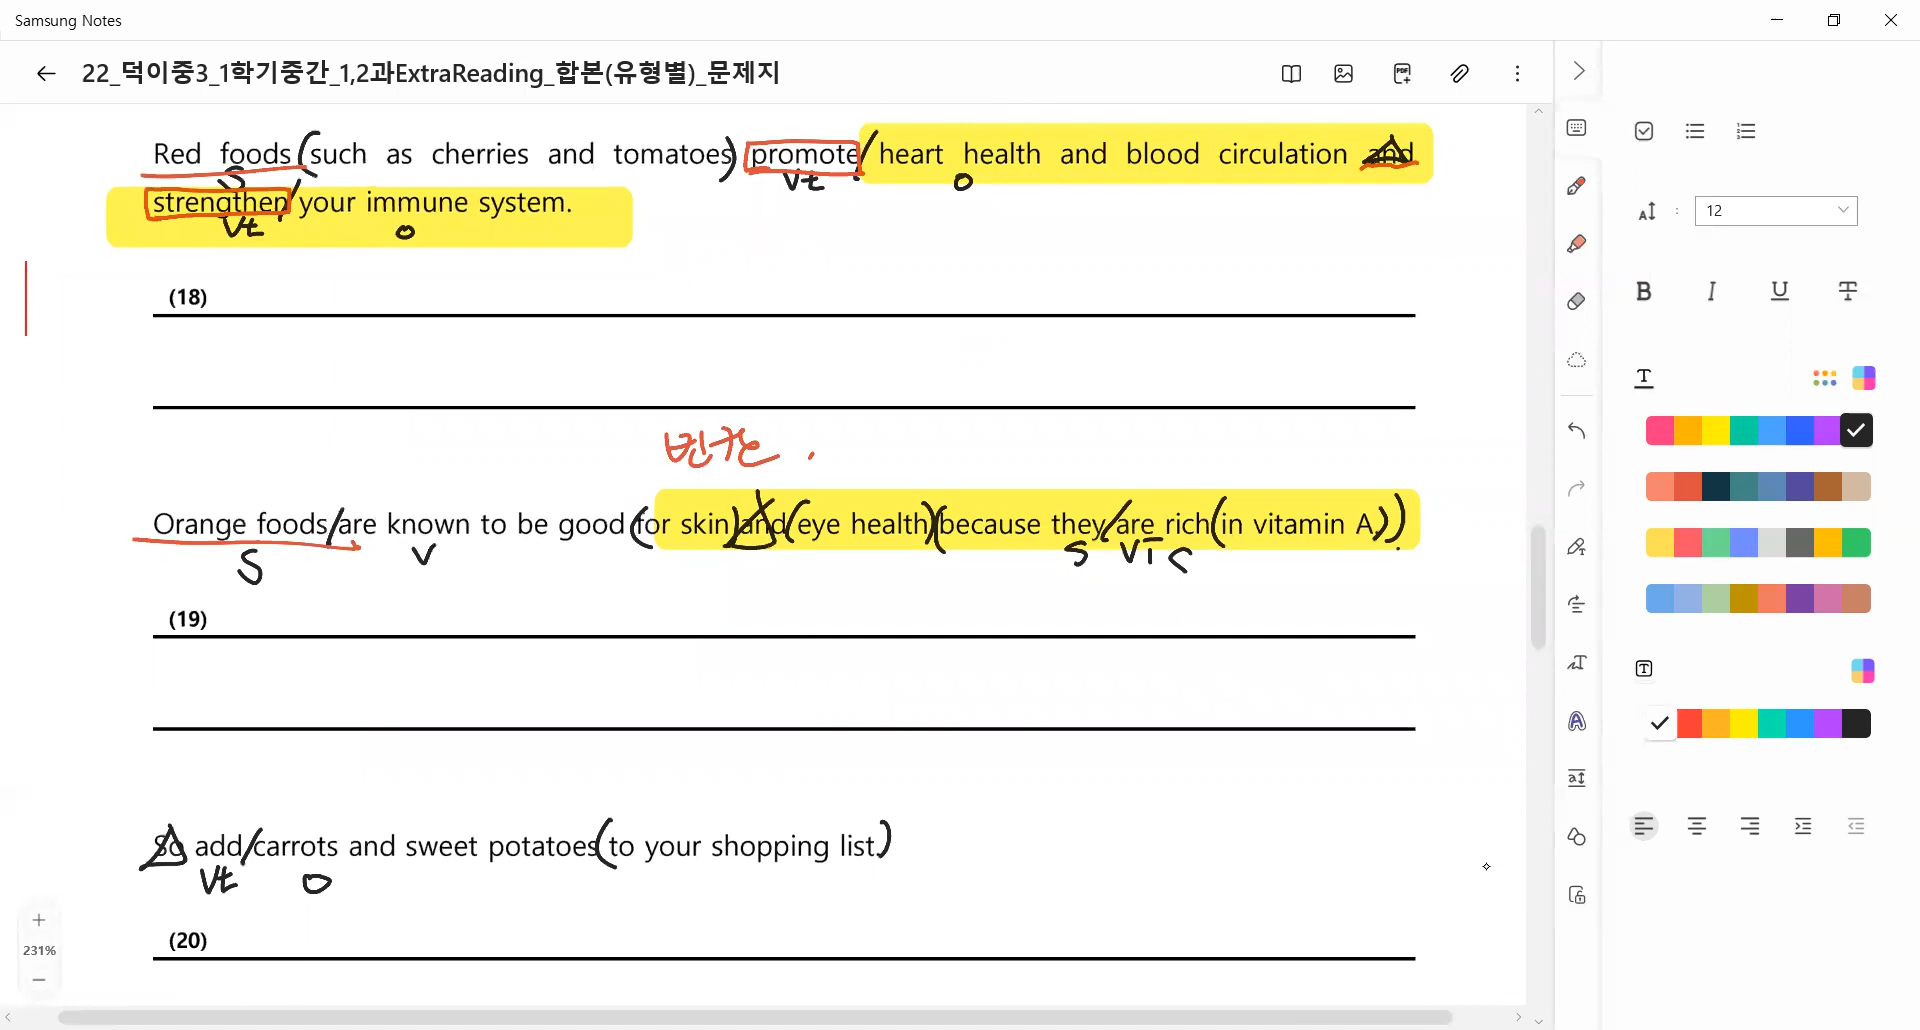 Samsung Notes
22_덕이중3_1학기중간_1,2과ExtraReading_합본(유형별)_문제지
Red foods (such as cherries and tomatoes) promote / heart health and blood circulation and
S Vt O
strengthen / your immune system.
Vt O
(18)
빈칸
Orange foods / are known to be good (for skin) and (eye health) (because they / are rich (in vitamin A.))
S V S Vi C
(19)
So add / carrots and sweet potatoes (to your shopping list.)
Vt O
(20)
231%
PDF
A : 12
B I U T
T
T